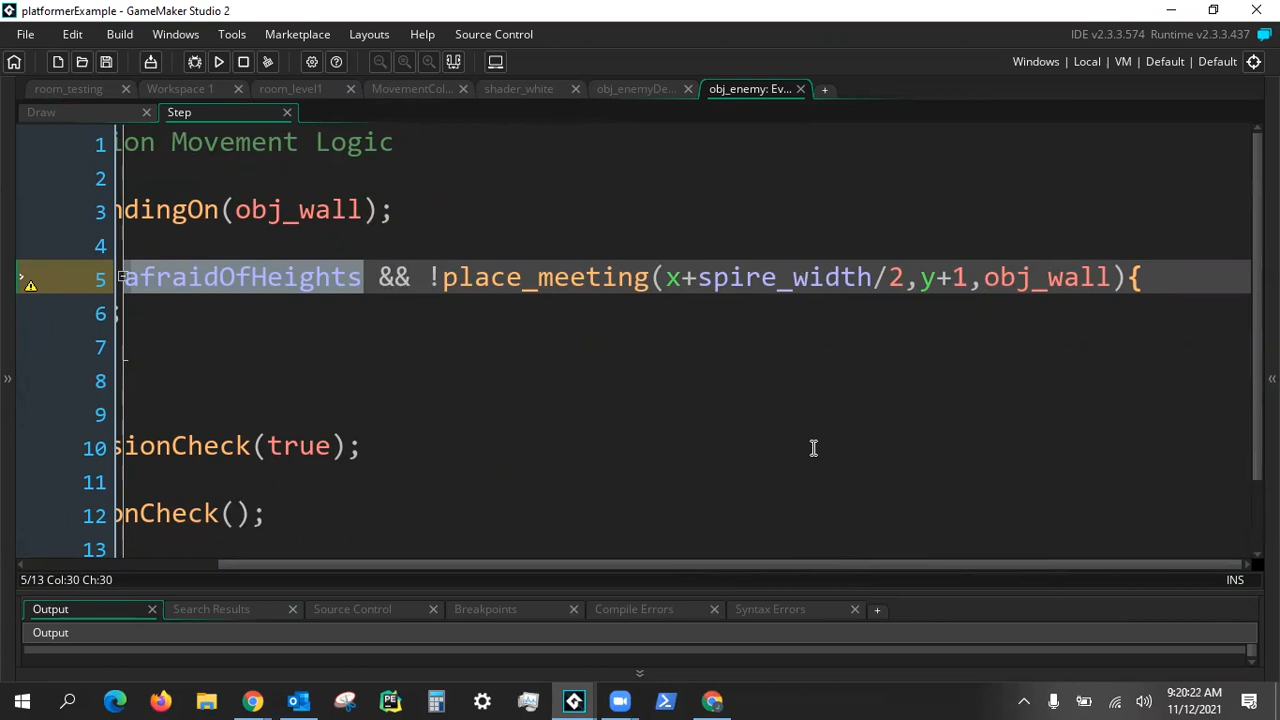 platformerExample - GameMaker Studio 2
File Edit Build Windows Tools Marketplace Layouts Help Source Control
IDE v2.3.3.574 Runtime v2.3.3.437
Windows | Local | VM | Default | Default
room_testing Workspace 1 room_level1 MovementCol... shader_white obj_enemyDe... obj_enemy: Ev...
Draw Step
1 ion Movement Logic
2
3 ndingOn(obj_wall);
4
5 afraidOfHeights && !place_meeting(x+spire_width/2,y+1,obj_wall){
6 ;
7
8
9
10 sionCheck(true);
11
12 onCheck();
13
5/13 Col:30 Ch:30 INS
Output Search Results Source Control Breakpoints Compile Errors Syntax Errors
Output
9:20:22 AM
11/12/2021